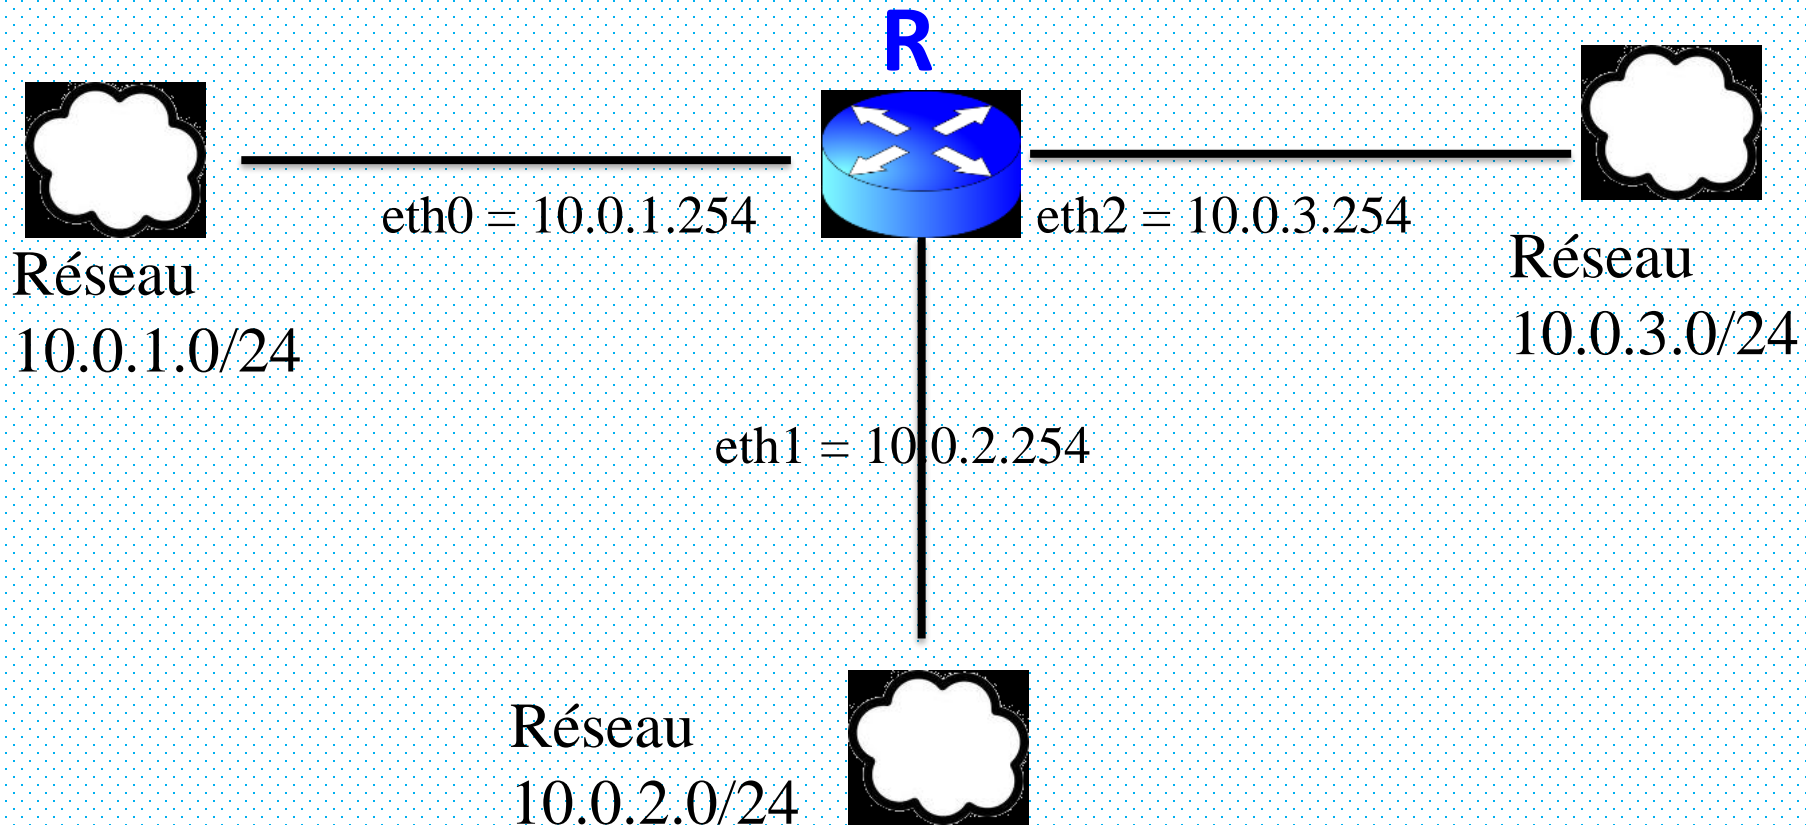 R
eth0 = 10.0.1.254
eth2 = 10.0.3.254
Réseau
10.0.1.0/24
Réseau
10.0.3.0/24
eth1 = 10.0.2.254
Réseau
10.0.2.0/24